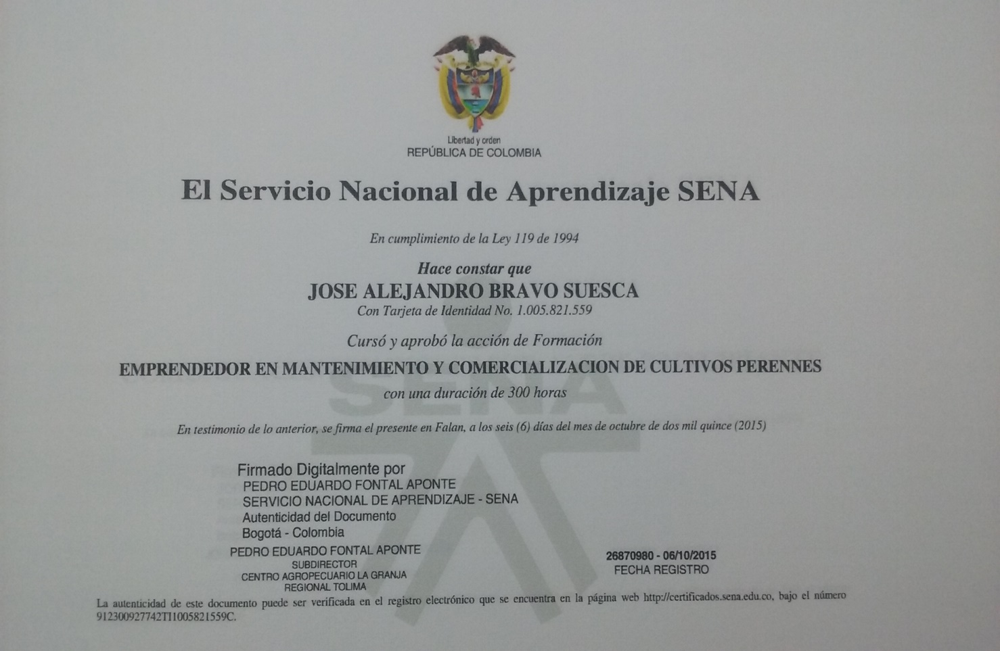 Libertad y orden
REPÚBLICA DE COLOMBIA
El Servicio Nacional de Aprendizaje SENA
En cumplimiento de la Ley 119 de 1994
Hace constar que
JOSE ALEJANDRO BRAVO SUESCA
Con Tarjeta de Identidad No. 1.005.821.559
Cursó y aprobó la acción de Formación
EMPRENDEDOR EN MANTENIMIENTO Y COMERCIALIZACION DE CULTIVOS PERENNES
con una duración de 300 horas
SENA
En testimonio de lo anterior, se firma el presente en Falan, a los seis (6) días del mes de octubre de dos mil quince (2015)
Firmado Digitalmente por
PEDRO EDUARDO FONTAL APONTE
SERVICIO NACIONAL DE APRENDIZAJE - SENA
Autenticidad del Documento
Bogotá - Colombia
PEDRO EDUARDO FONTAL APONTE
SUBDIRECTOR
CENTRO AGROPECUARIO LA GRANJA
REGIONAL TOLIMA
26870980 - 06/10/2015
FECHA REGISTRO
La autenticidad de este documento puede ser verificada en el registro electrónico que se encuentra en la página web http://certificados.sena.edu.co, bajo el número
912300927742TI1005821559C.